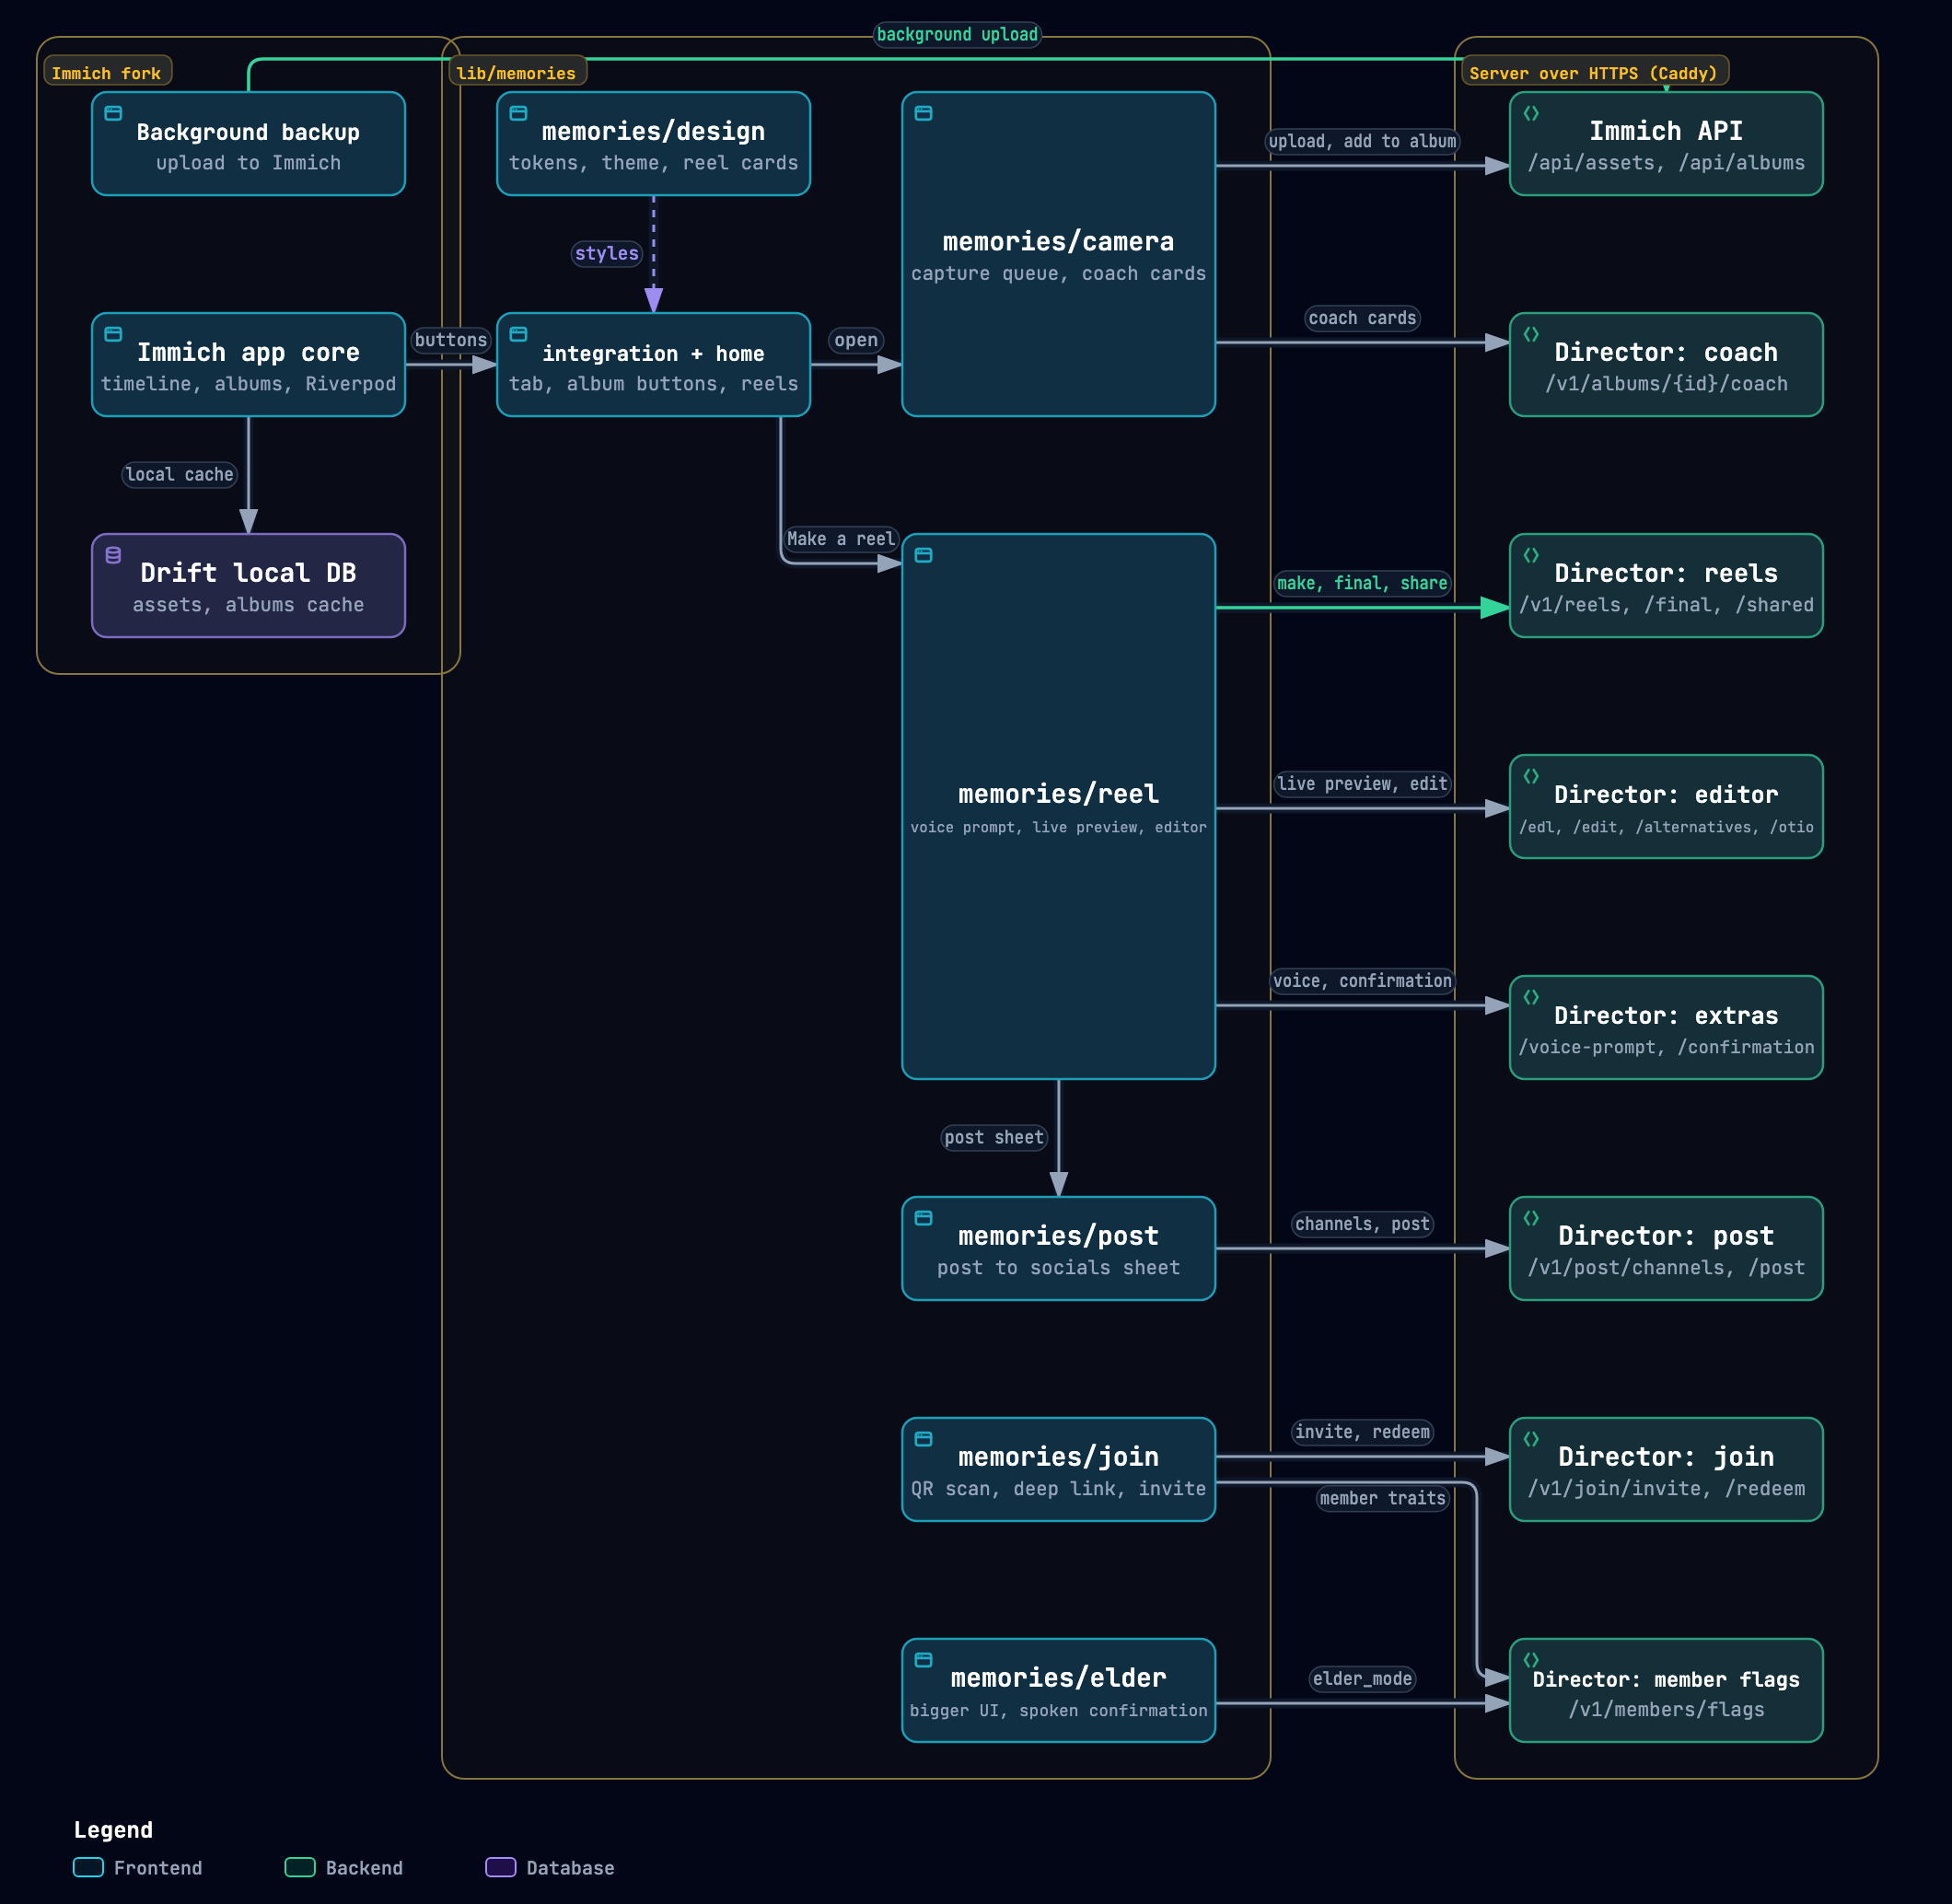 background upload
Immich fork
lib/memories
Server over HTTPS (Caddy)
Background backup
upload to Immich
memories/design
tokens, theme, reel cards
memories/camera
capture queue, coach cards
upload, add to album
Immich API
/api/assets, /api/albums
styles
coach cards
Immich app core
timeline, albums, Riverpod
buttons
integration + home
tab, album buttons, reels
open
Director: coach
/v1/albums/{id}/coach
local cache
Make a reel
Drift local DB
assets, albums cache
memories/reel
voice prompt, live preview, editor
make, final, share
Director: reels
/v1/reels, /final, /shared
live preview, edit
Director: editor
/edl, /edit, /alternatives, /otio
voice, confirmation
Director: extras
/voice-prompt, /confirmation
post sheet
memories/post
post to socials sheet
channels, post
Director: post
/v1/post/channels, /post
memories/join
QR scan, deep link, invite
invite, redeem
member traits
Director: join
/v1/join/invite, /redeem
memories/elder
bigger UI, spoken confirmation
elder_mode
Director: member flags
/v1/members/flags
Legend
Frontend
Backend
Database